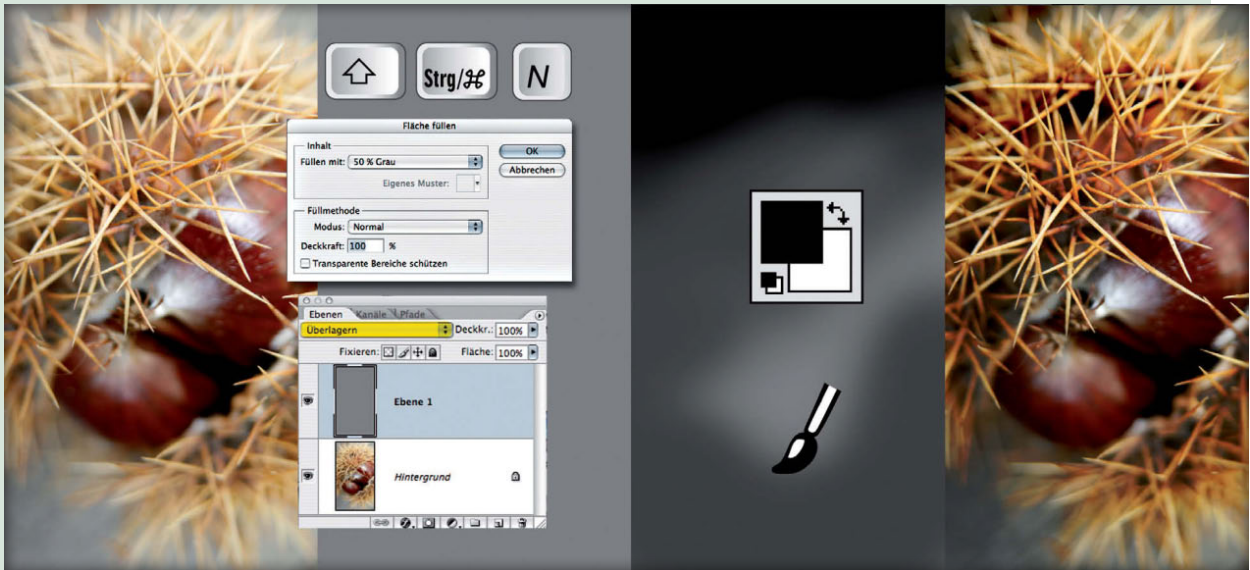 Strg/⌘ N
Fläche füllen
Inhalt
Füllen mit: 50 % Grau
OK
Abbrechen
Eigenes Muster:
Füllmethode
Modus: Normal
Deckkraft: 100 %
Transparente Bereiche schützen
Ebenen Kanäle Pfade
Überlagern Deckkr.: 100%
Fixieren: Fläche: 100%
Ebene 1
Hintergrund